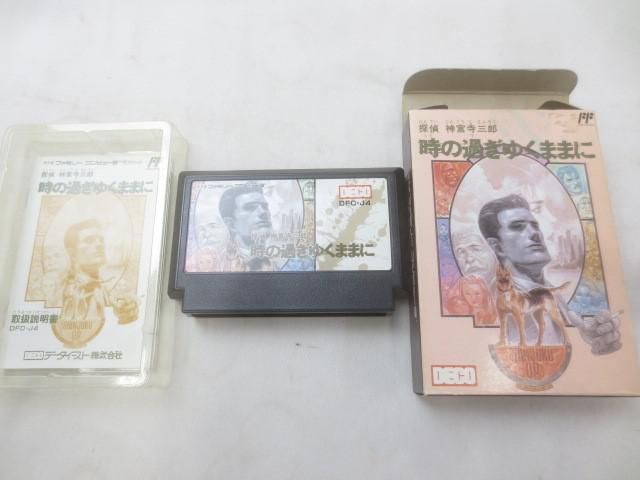 探偵 神宮寺三郎
時の過ぎゆくままに
取扱説明書
DFC-J4
データイースト株式会社
DFC-J4
時の過ぎゆくままに
探偵 神宮寺三郎
時の過ぎゆくままに
SHINJUKU
DECO